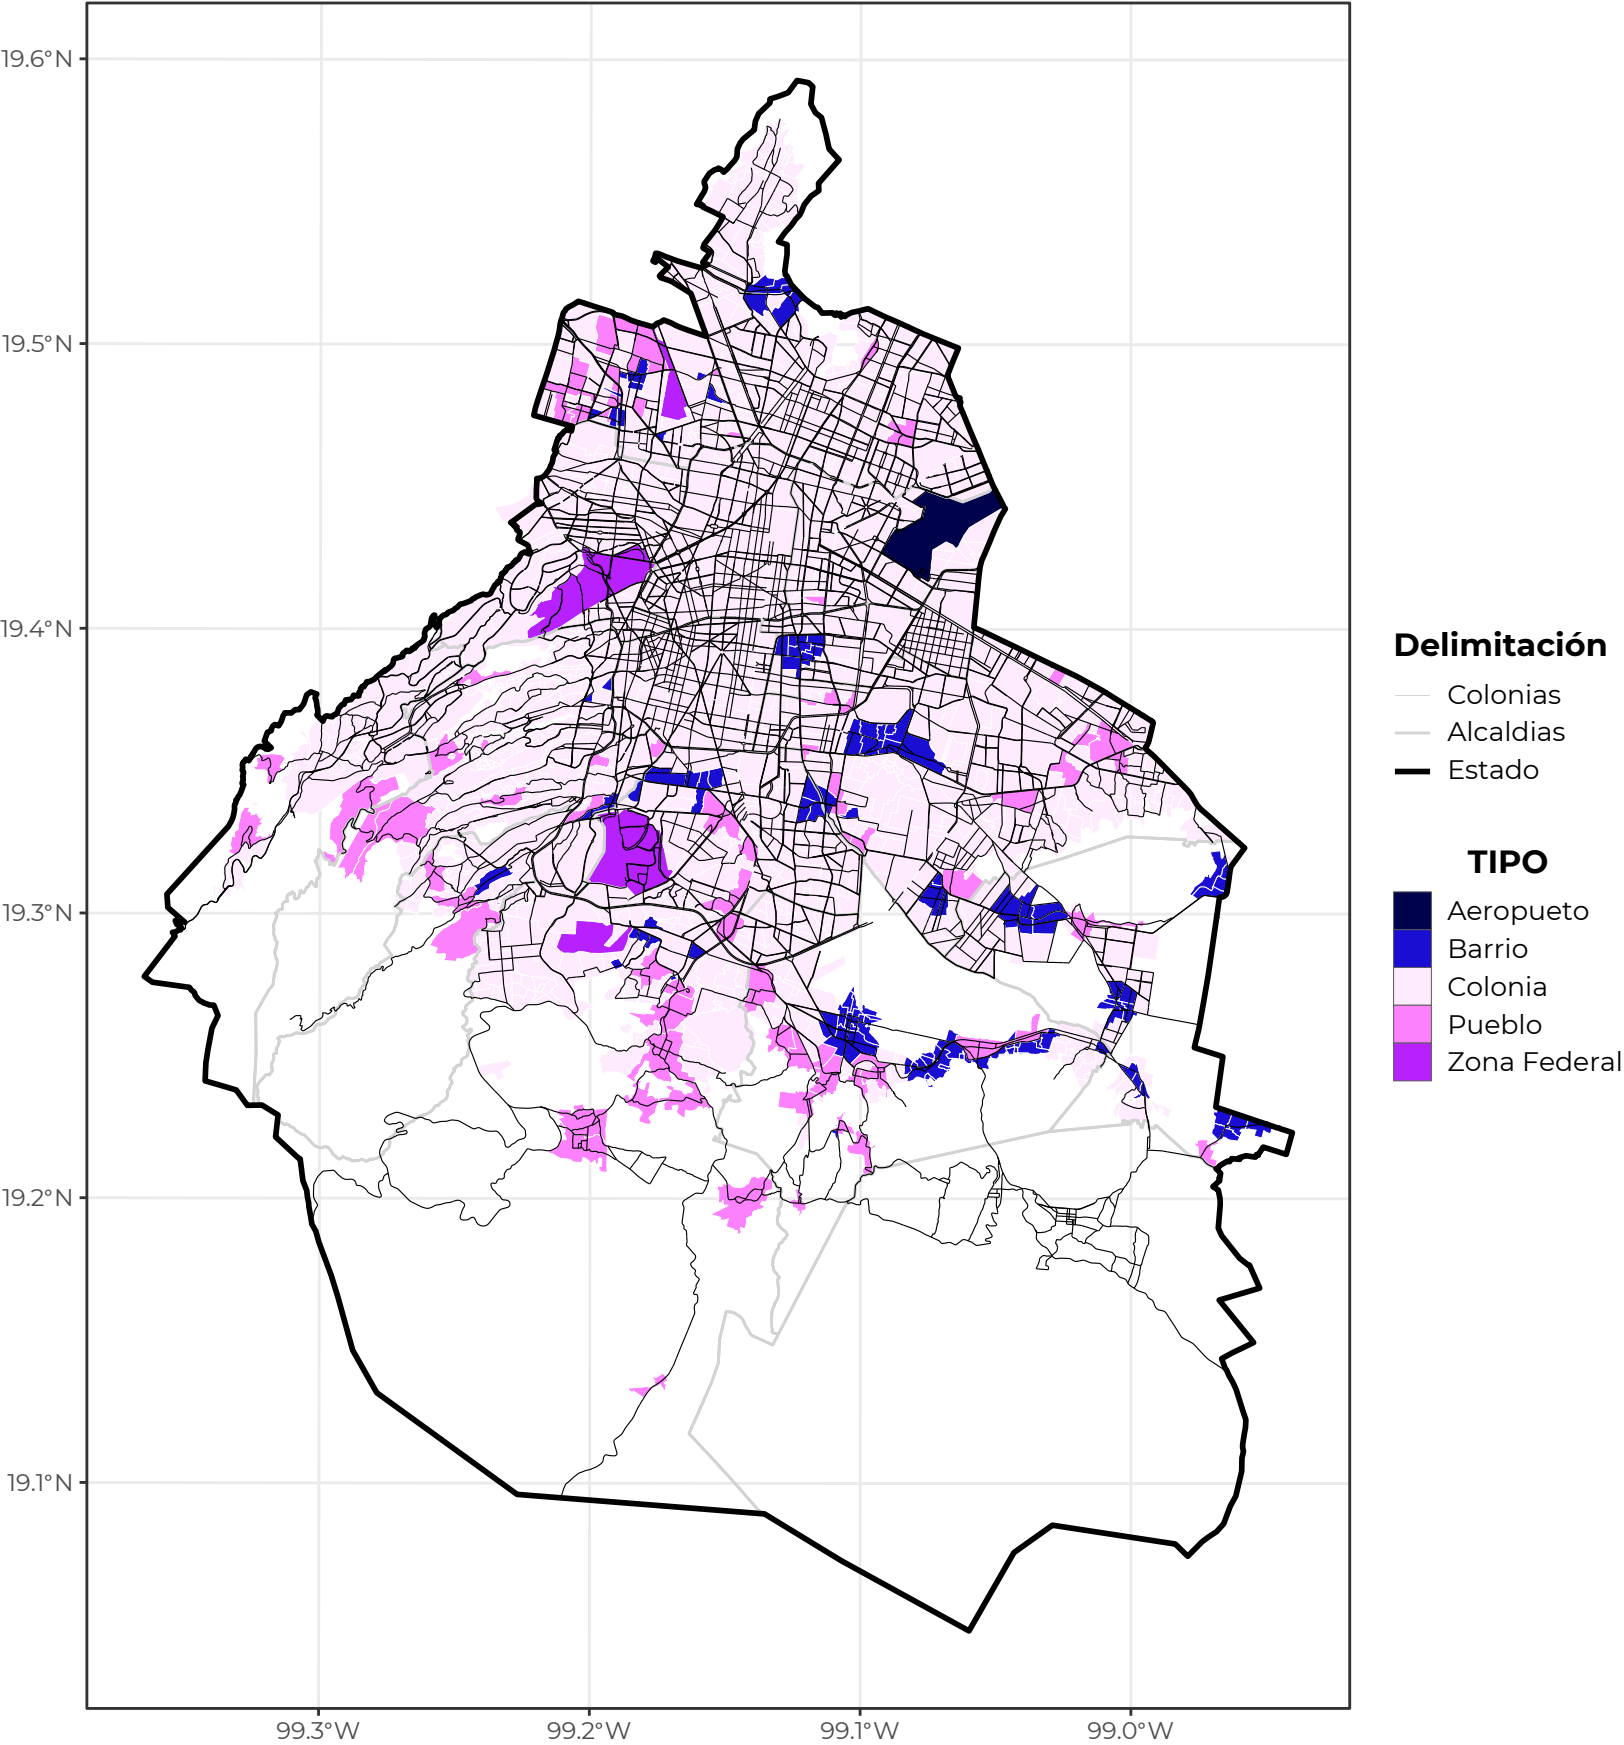 19.6°N
19.5°N
19.4°N
19.3°N
19.2°N
19.1°N
99.3°W
99.2°W
99.1°W
99.0°W
Delimitación
Colonias
Alcaldias
Estado
TIPO
Aeropueto
Barrio
Colonia
Pueblo
Zona Federal